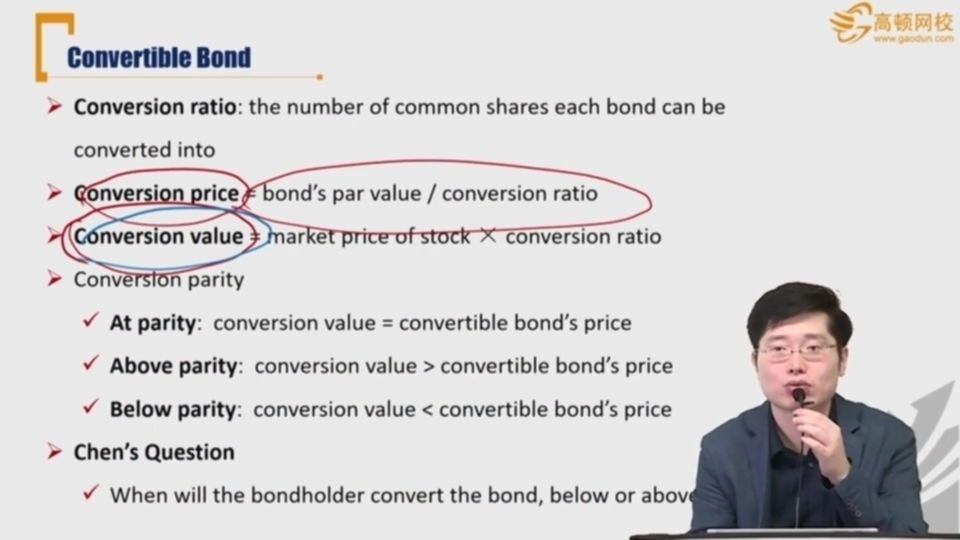 高顿网校
www.gaodun.com
Convertible Bond
Conversion ratio: the number of common shares each bond can be
converted into
Conversion price = bond's par value / conversion ratio
Conversion value = market price of stock × conversion ratio
Conversion parity
At parity: conversion value = convertible bond's price
Above parity: conversion value > convertible bond's price
Below parity: conversion value < convertible bond's price
Chen's Question
When will the bondholder convert the bond, below or above